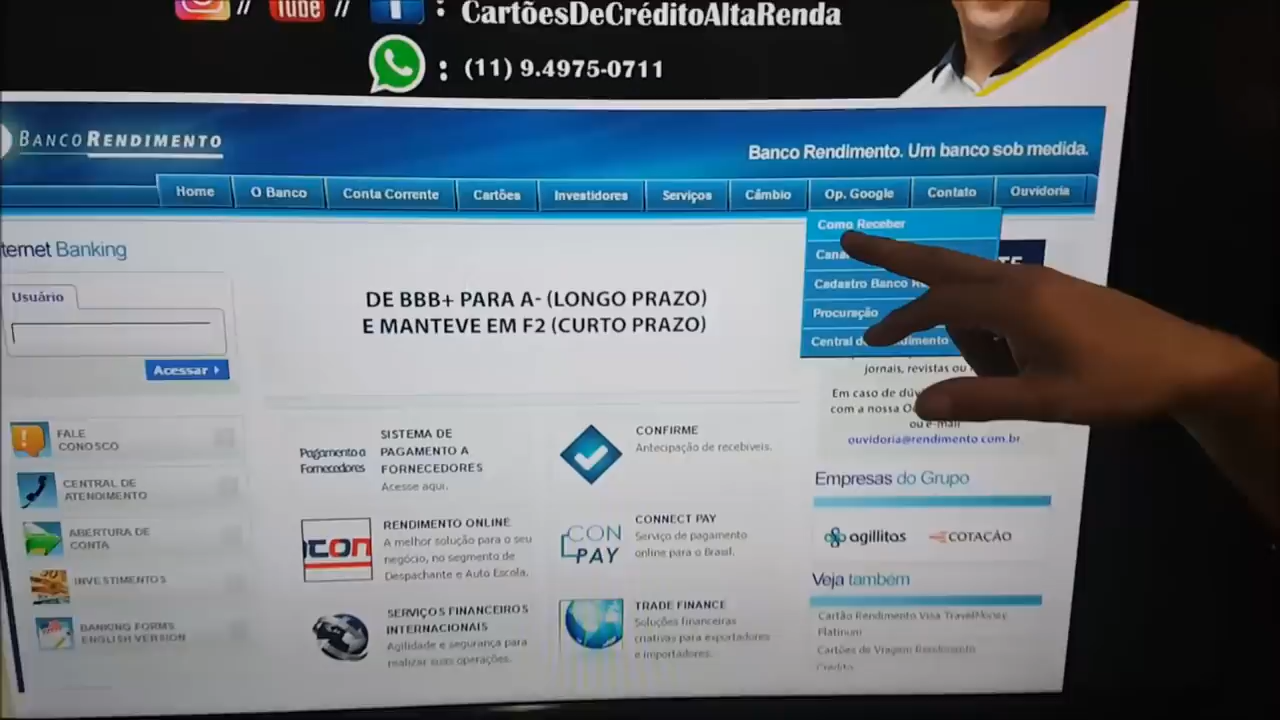 // Tube // f : CartõesDeCréditoAltaRenda
: (11) 9.4975-0711
BANCO RENDIMENTO
Banco Rendimento. Um banco sob medida.
Home O Banco Conta Corrente Cartões Investidores Serviços Câmbio Op. Google Contato Ouvidoria
Como Receber
Cadastro Banco
Procuração
Central
ternet Banking
Usuário
Acessar
DE BBB+ PARA A- (LONGO PRAZO)
E MANTEVE EM F2 (CURTO PRAZO)
jornais, revistas ou
Em caso de
com a nossa
ou e-mail
ouvidoria@rendimento.com.br
FALE
CONOSCO
CENTRAL DE
ATENDIMENTO
ABERTURA DE
CONTA
INVESTIMENTOS
BANKING FORMS
ENGLISH VERSION
Pagamento a
Fornecedores
SISTEMA DE
PAGAMENTO A
FORNECEDORES
Acesse aqui.
RENDIMENTO ONLINE
A melhor solução para o seu
negócio, no segmento de
Despachante e Auto Escola.
SERVIÇOS FINANCEIROS
INTERNACIONAIS
Agilidade e segurança para
realizar suas operações.
CONFIRME
Antecipação de recebíveis.
CON
PAY
CONNECT PAY
Serviço de pagamento
online para o Brasil.
TRADE FINANCE
Soluções financeiras
criativas para exportadores
e importadores.
Empresas do Grupo
agillitas COTAÇÃO
Veja também
Cartão Rendimento Visa TravelMoney
Platinum
Cartões de Viagem Rendimento